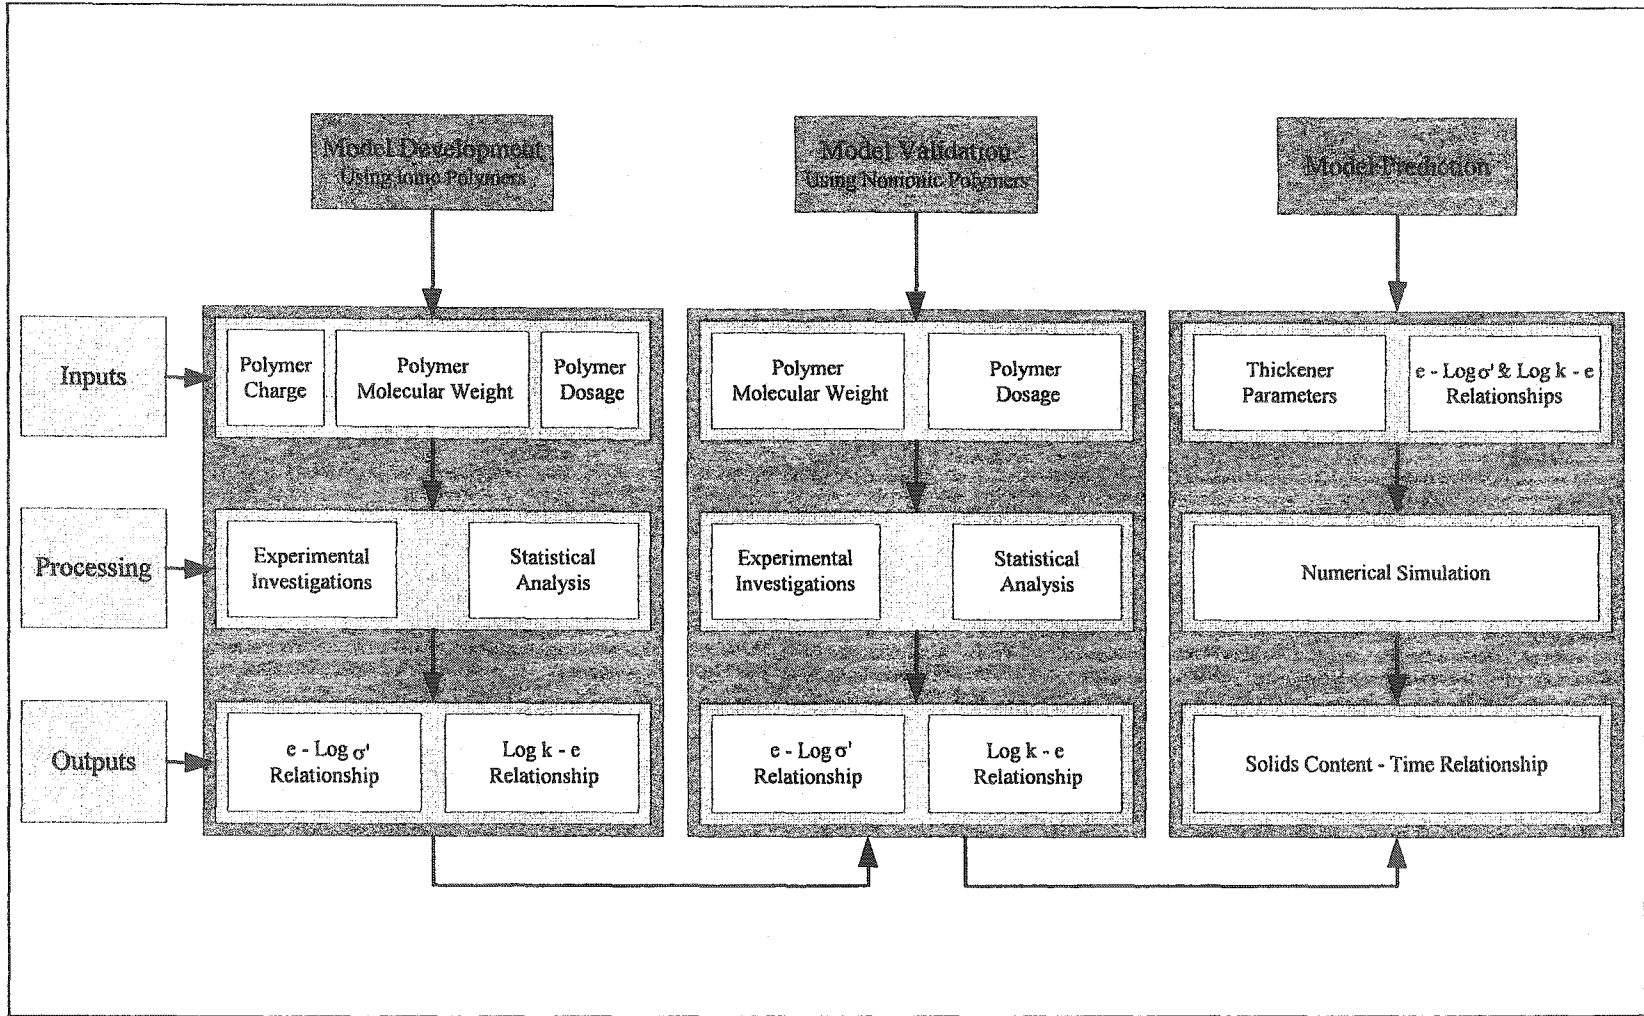 Model Development
Using Ionic Polymers
Model Validation
Using Nonionic Polymers
Model Prediction
Inputs
Polymer
Charge
Polymer
Molecular Weight
Polymer
Dosage
Polymer
Molecular Weight
Polymer
Dosage
Thickener
Parameters
e - Log σ' & Log k - e
Relationships
Processing
Experimental
Investigations
Statistical
Analysis
Experimental
Investigations
Statistical
Analysis
Numerical Simulation
Outputs
e - Log σ'
Relationship
Log k - e
Relationship
e - Log σ'
Relationship
Log k - e
Relationship
Solids Content - Time Relationship